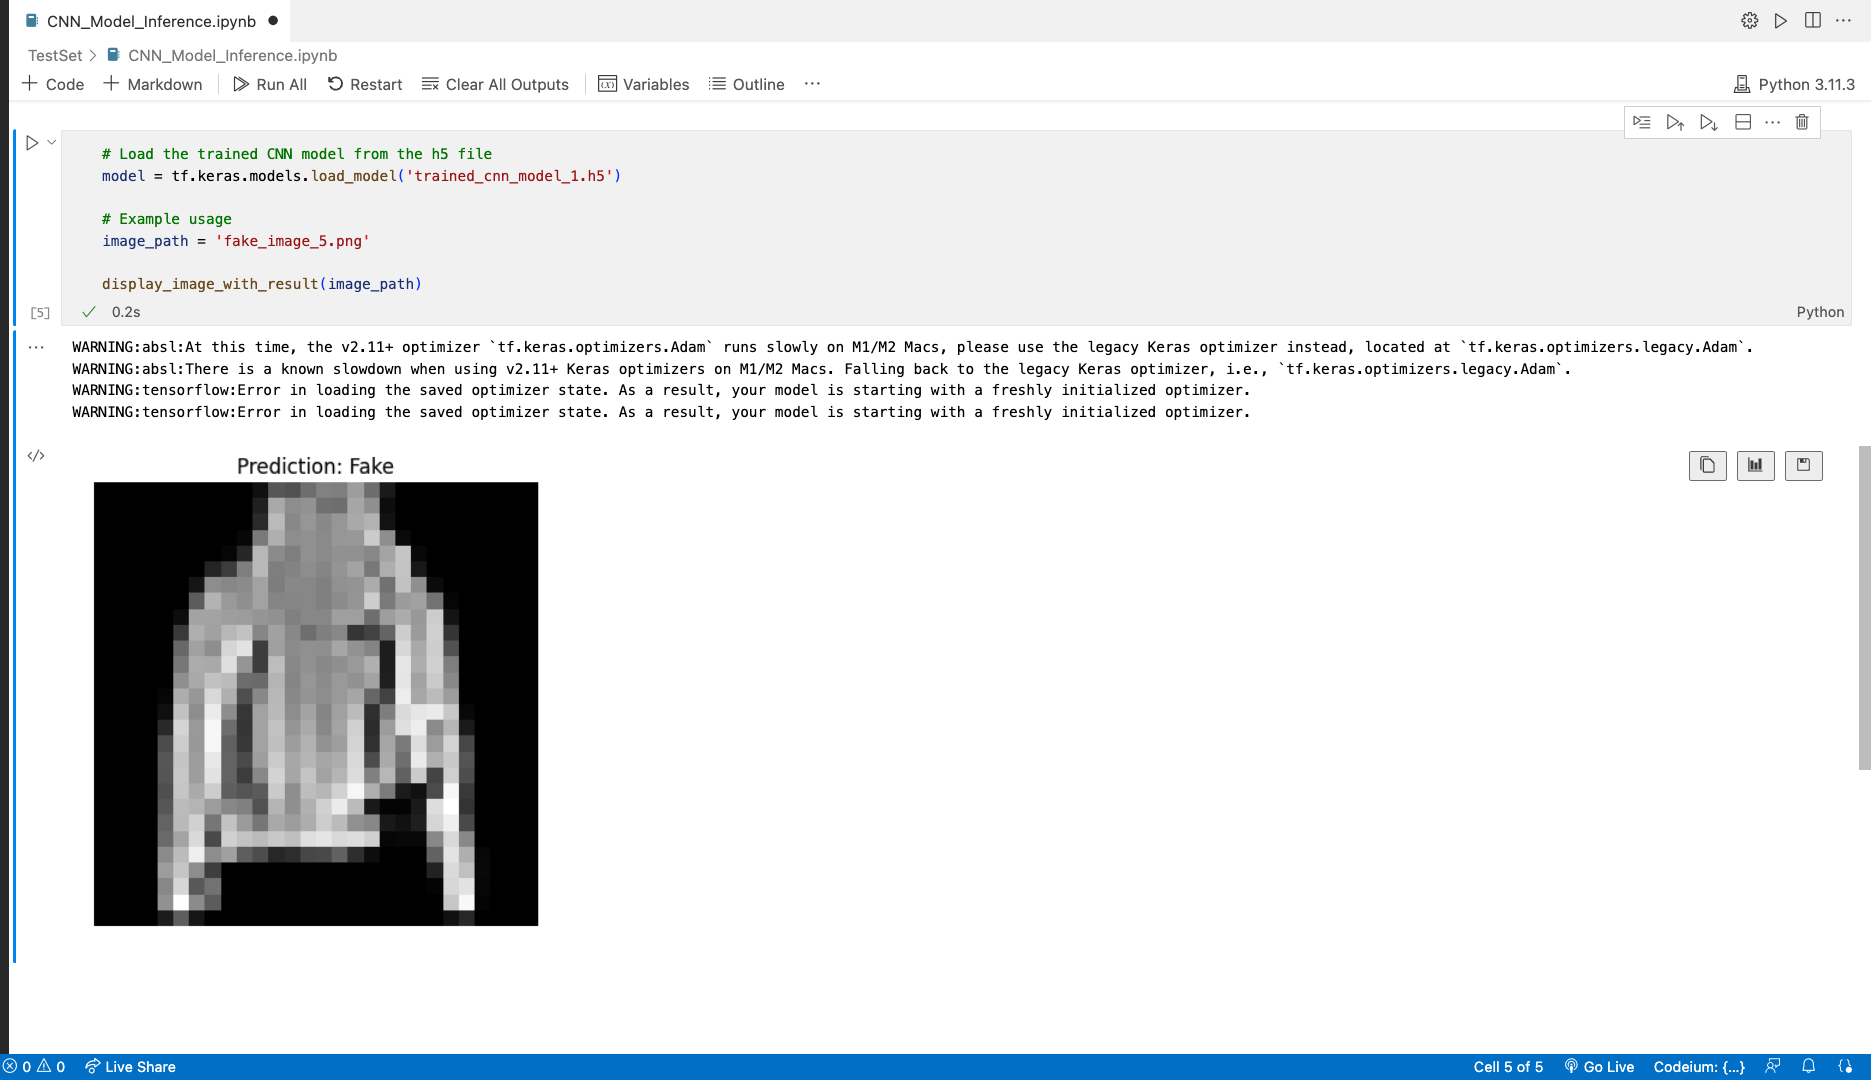 CNN_Model_Inference.ipynb
TestSet > CNN_Model_Inference.ipynb
+ Code + Markdown Run All Restart Clear All Outputs Variables Outline ... Python 3.11.3
# Load the trained CNN model from the h5 file
model = tf.keras.models.load_model('trained_cnn_model_1.h5')
# Example usage
image_path = 'fake_image_5.png'
display_image_with_result(image_path)
[5] 0.2s Python
WARNING:absl:At this time, the v2.11+ optimizer `tf.keras.optimizers.Adam` runs slowly on M1/M2 Macs, please use the legacy Keras optimizer instead, located at `tf.keras.optimizers.legacy.Adam`.
WARNING:absl:There is a known slowdown when using v2.11+ Keras optimizers on M1/M2 Macs. Falling back to the legacy Keras optimizer, i.e., `tf.keras.optimizers.legacy.Adam`.
WARNING:tensorflow:Error in loading the saved optimizer state. As a result, your model is starting with a freshly initialized optimizer.
WARNING:tensorflow:Error in loading the saved optimizer state. As a result, your model is starting with a freshly initialized optimizer.
Prediction: Fake
0 0 Live Share Cell 5 of 5 Go Live Codeium: {...}